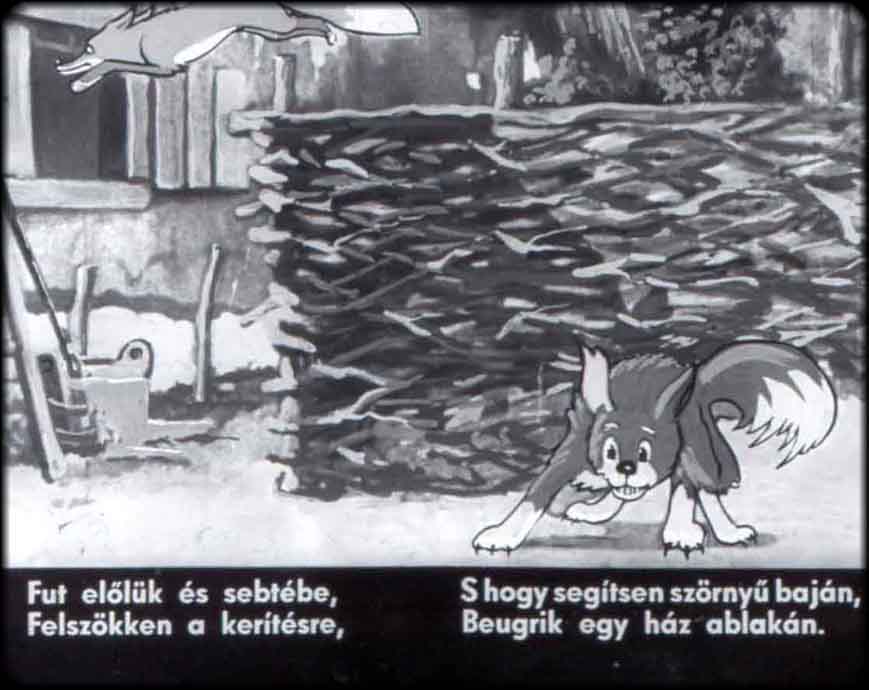 Fut előlük és sebtébe,
Felszökken a kerítésre,
S hogy segítsen szörnyű baján,
Beugrik egy ház ablakán.